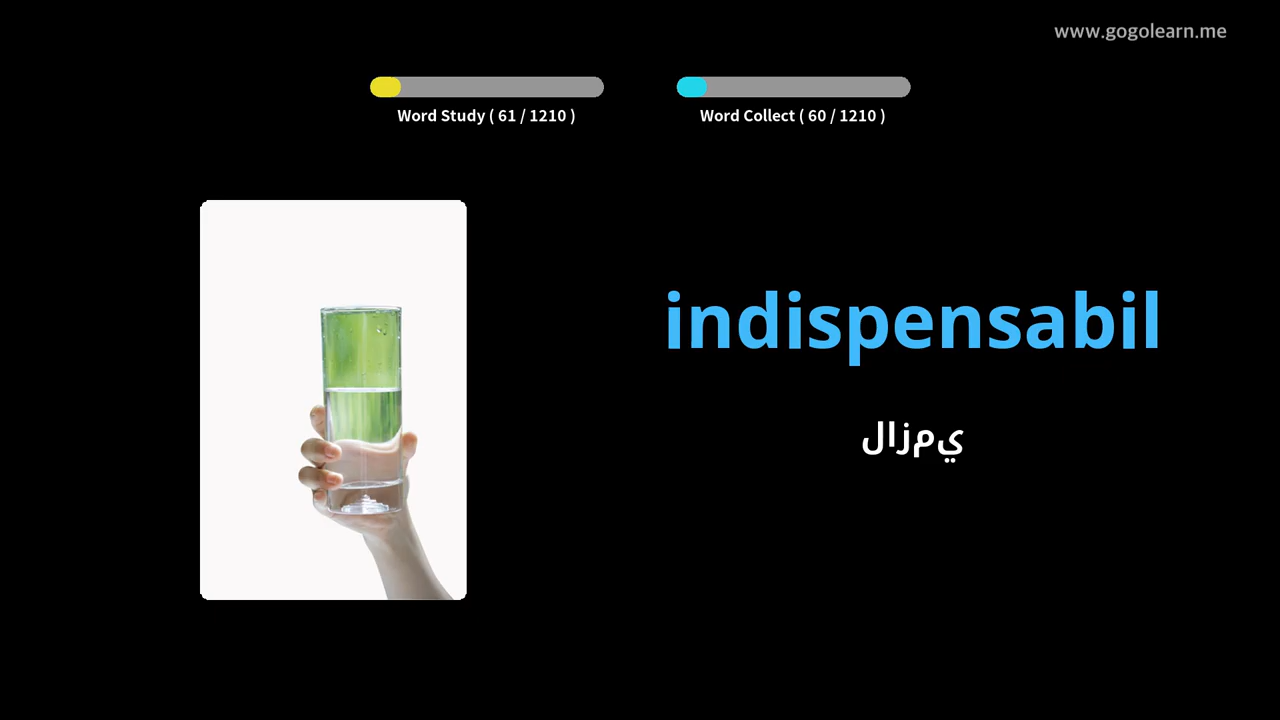 www.gogolearn.me
Word Study ( 61 / 1210 )
Word Collect ( 60 / 1210 )
indispensabil
لازمي